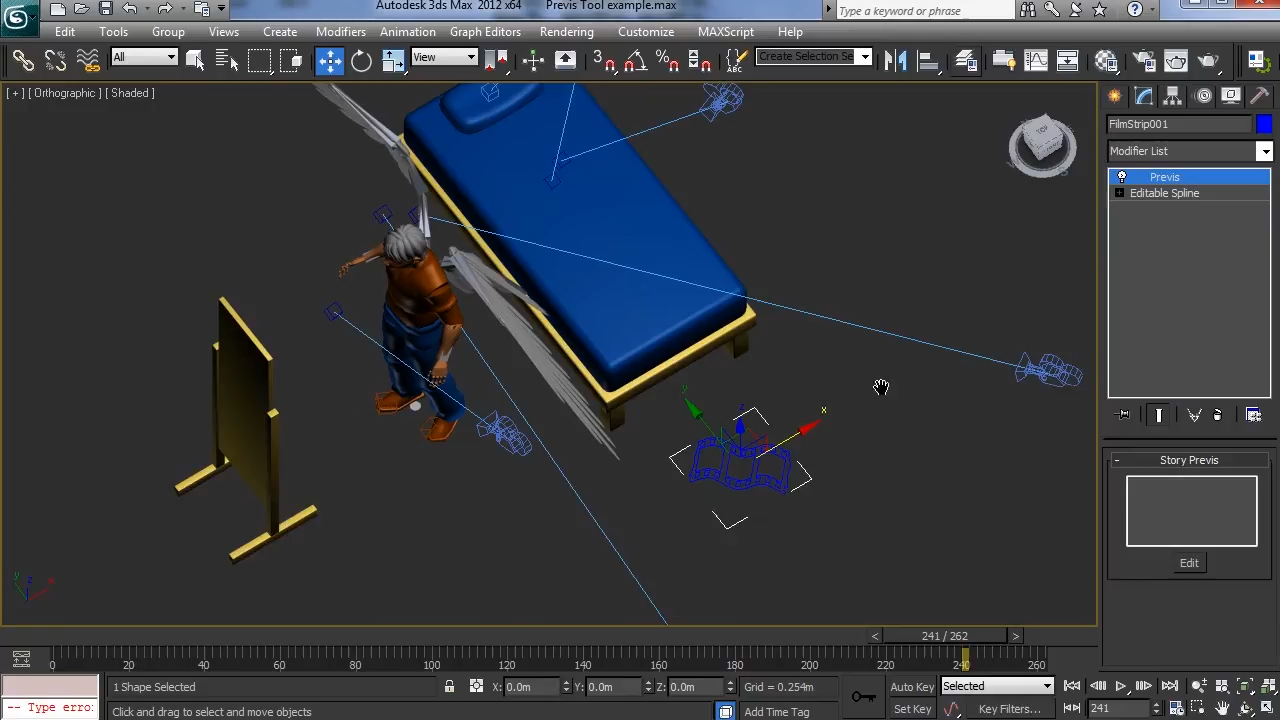 Autodesk 3ds Max 2012 x64 Previs Tool example.max
Type a keyword or phrase
Edit Tools Group Views Create Modifiers Animation Graph Editors Rendering Customize MAXScript Help
All View 3 ABC Create Selection Se
[ + ] [ Orthographic ] [ Shaded ]
TOP
FilmStrip001
Modifier List
Previs
Editable Spline
y z x
Story Previs
Edit
y z x
< 241 / 262 >
0 20 40 60 80 100 120 140 160 180 200 220 240 260
1 Shape Selected X: 0.0m Y: 0.0m Z: 0.0m Grid = 0.254m Auto Key Selected
-- Type erro: Click and drag to select and move objects Add Time Tag Set Key Key Filters... 241